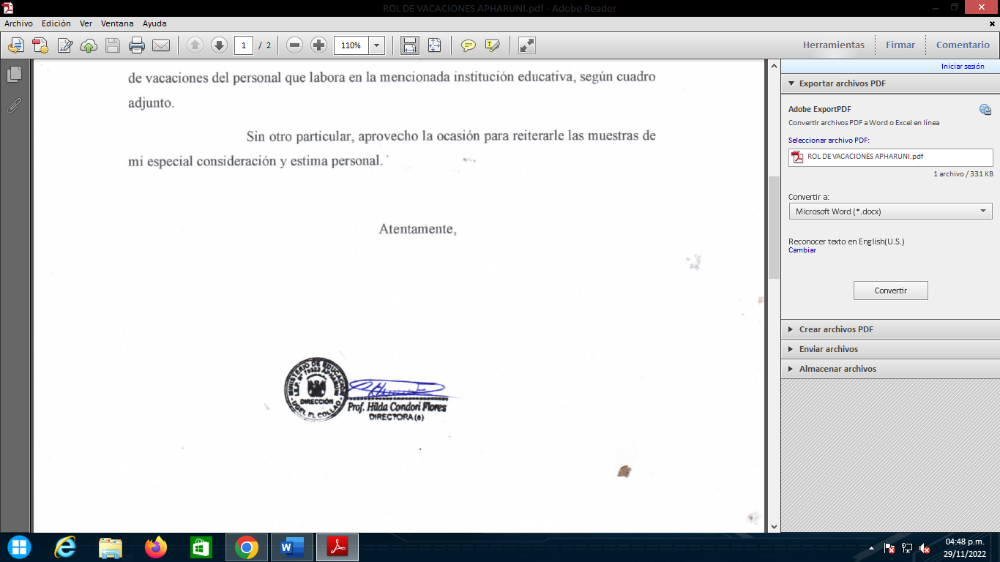 ROL DE VACACIONES APHARUNI.pdf - Adobe Reader
Archivo Edición Ver Ventana Ayuda
1 / 2 110% Herramientas Firmar Comentario
Iniciar sesión
de vacaciones del personal que labora en la mencionada institución educativa, según cuadro
adjunto.
Sin otro particular, aprovecho la ocasión para reiterarle las muestras de
mi especial consideración y estima personal.
Atentamente,
MINISTERIO DE EDUCACIÓN
DIRECCIÓN
UGEL EL COLLAO
Prof. Hilda Condori Flores
DIRECTORA (e)
Exportar archivos PDF
Adobe ExportPDF
Convertir archivos PDF a Word o Excel en línea
Seleccionar archivo PDF:
ROL DE VACACIONES APHARUNI.pdf
1 archivo / 331 KB
Convertir a:
Microsoft Word (*.docx)
Reconocer texto en English(U.S.)
Cambiar
Convertir
Crear archivos PDF
Enviar archivos
Almacenar archivos
04:48 p.m.
29/11/2022